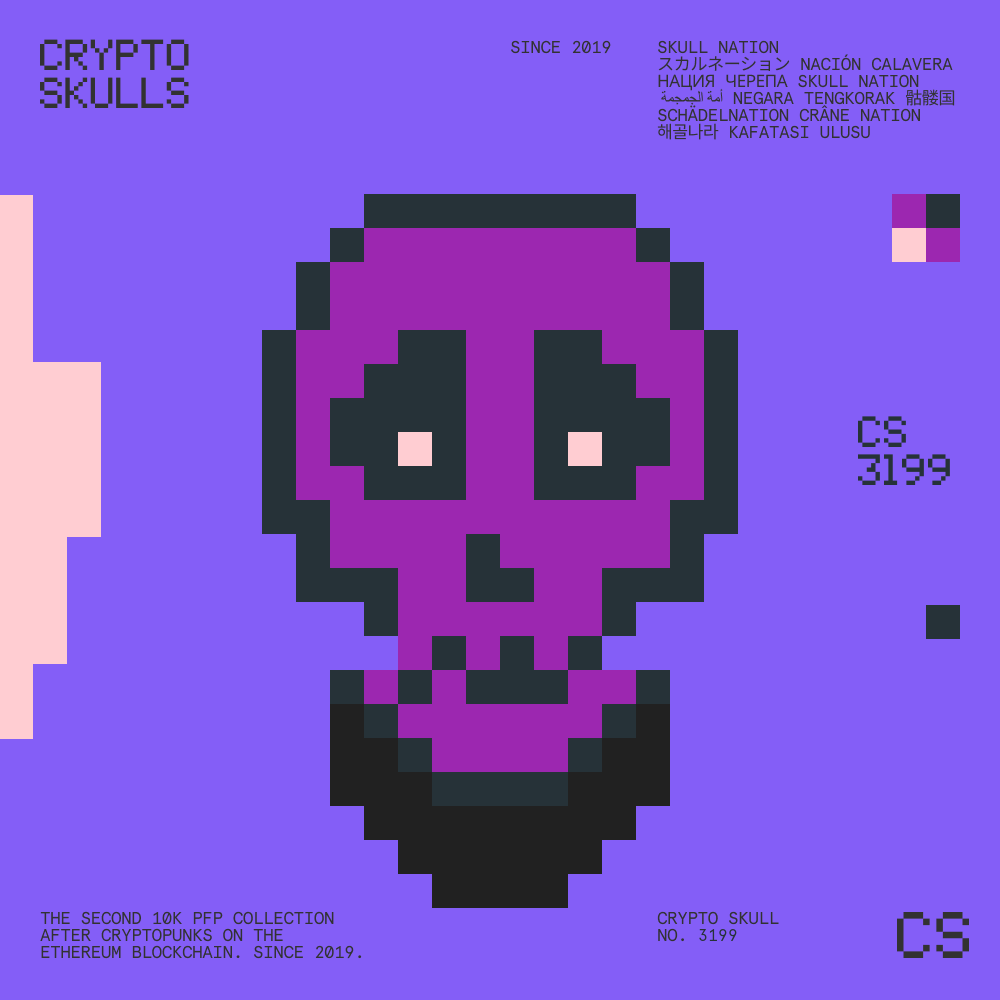 CRYPTO
SKULLS
SINCE 2019
SKULL NATION
スカルネーション NACIÓN CALAVERA
НАЦИЯ ЧЕРЕПА SKULL NATION
أمة الجمجمة NEGARA TENGKORAK 骷髅国
SCHÄDELNATION CRÂNE NATION
해골나라 KAFATASI ULUSU
CS
3199
THE SECOND 10K PFP COLLECTION
AFTER CRYPTOPUNKS ON THE
ETHEREUM BLOCKCHAIN. SINCE 2019.
CRYPTO SKULL
NO. 3199
CS